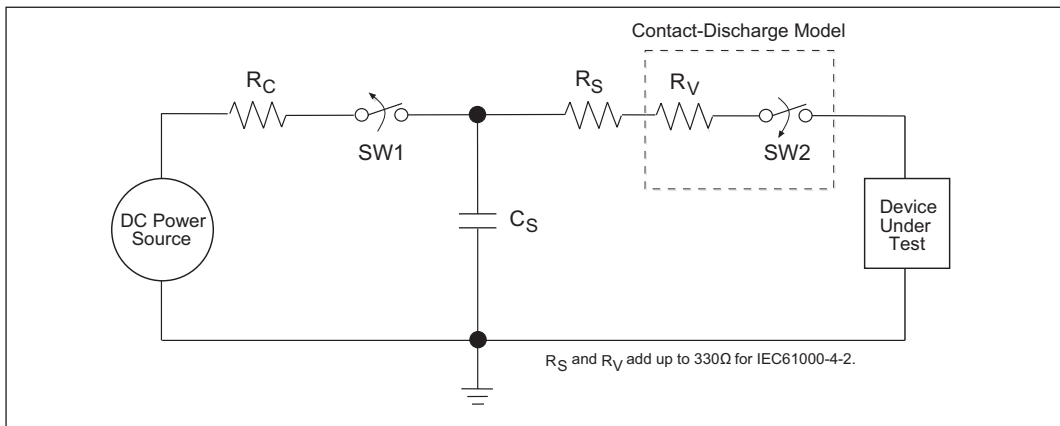 Contact-Discharge Model
RC
RS
RV
SW1
SW2
DC Power
Source
CS
Device
Under
Test
RS and RV add up to 330Ω for IEC61000-4-2.